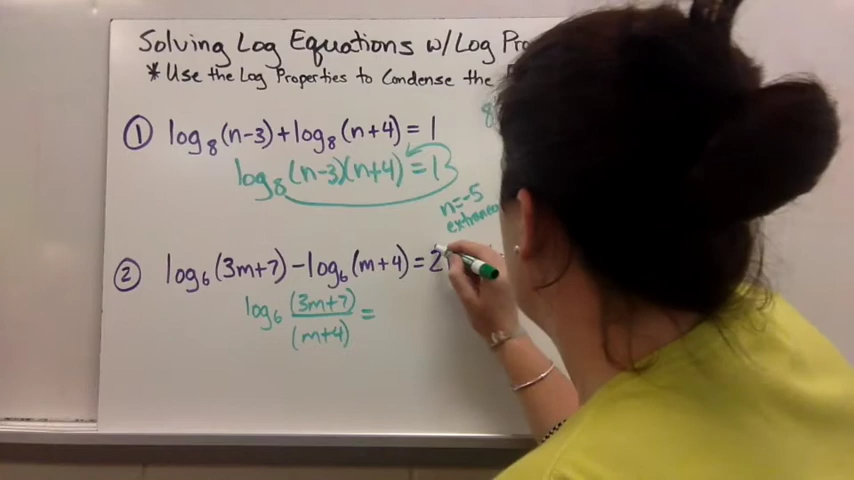 Solving Log Equations w/Log
* Use the Log Properties to Condense the
① log₈(n-3)+log₈(n+4)=1
log₈(n-3)(n+4)=1
n=-5
② log₆(3m+7)-log₆(m+4)=2
log₆ (3m+7)/(m+4) =